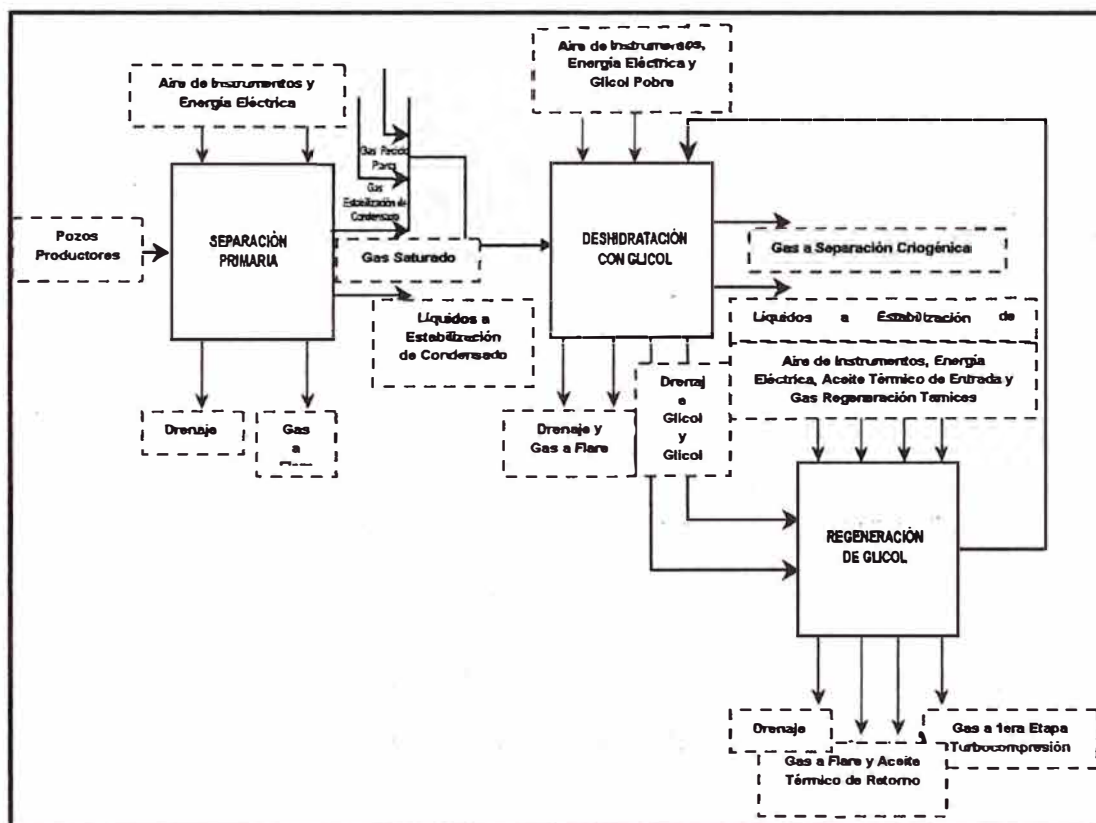 Aire de Instrumentos y
Energía Eléctrica
Aire de Instrumentos,
Energía Eléctrica y
Glicol Pobre
Pozos
Productores
SEPARACIÓN
PRIMARIA
Gas
Planta
Gas
Estabilización de
Condensado
Gas Saturado
Líquidos a
Estabilización
de Condensado
Drenaje
Gas
a
DESHIDRATACIÓN
CON GLICOL
Gas a Separación Criogénica
Líquidos a Estabilización de
Aire de Instrumentos, Energía
Eléctrica, Aceite Térmico de Entrada y
Gas Regeneración Tamices
Drenaje y
Gas a Flare
Drenaj
e
Glicol
y
Glicol
REGENERACIÓN
DE GLICOL
Drenaje
Gas a Flare y Aceite
Térmico de Retorno
Gas a 1era Etapa
Turbocompresión